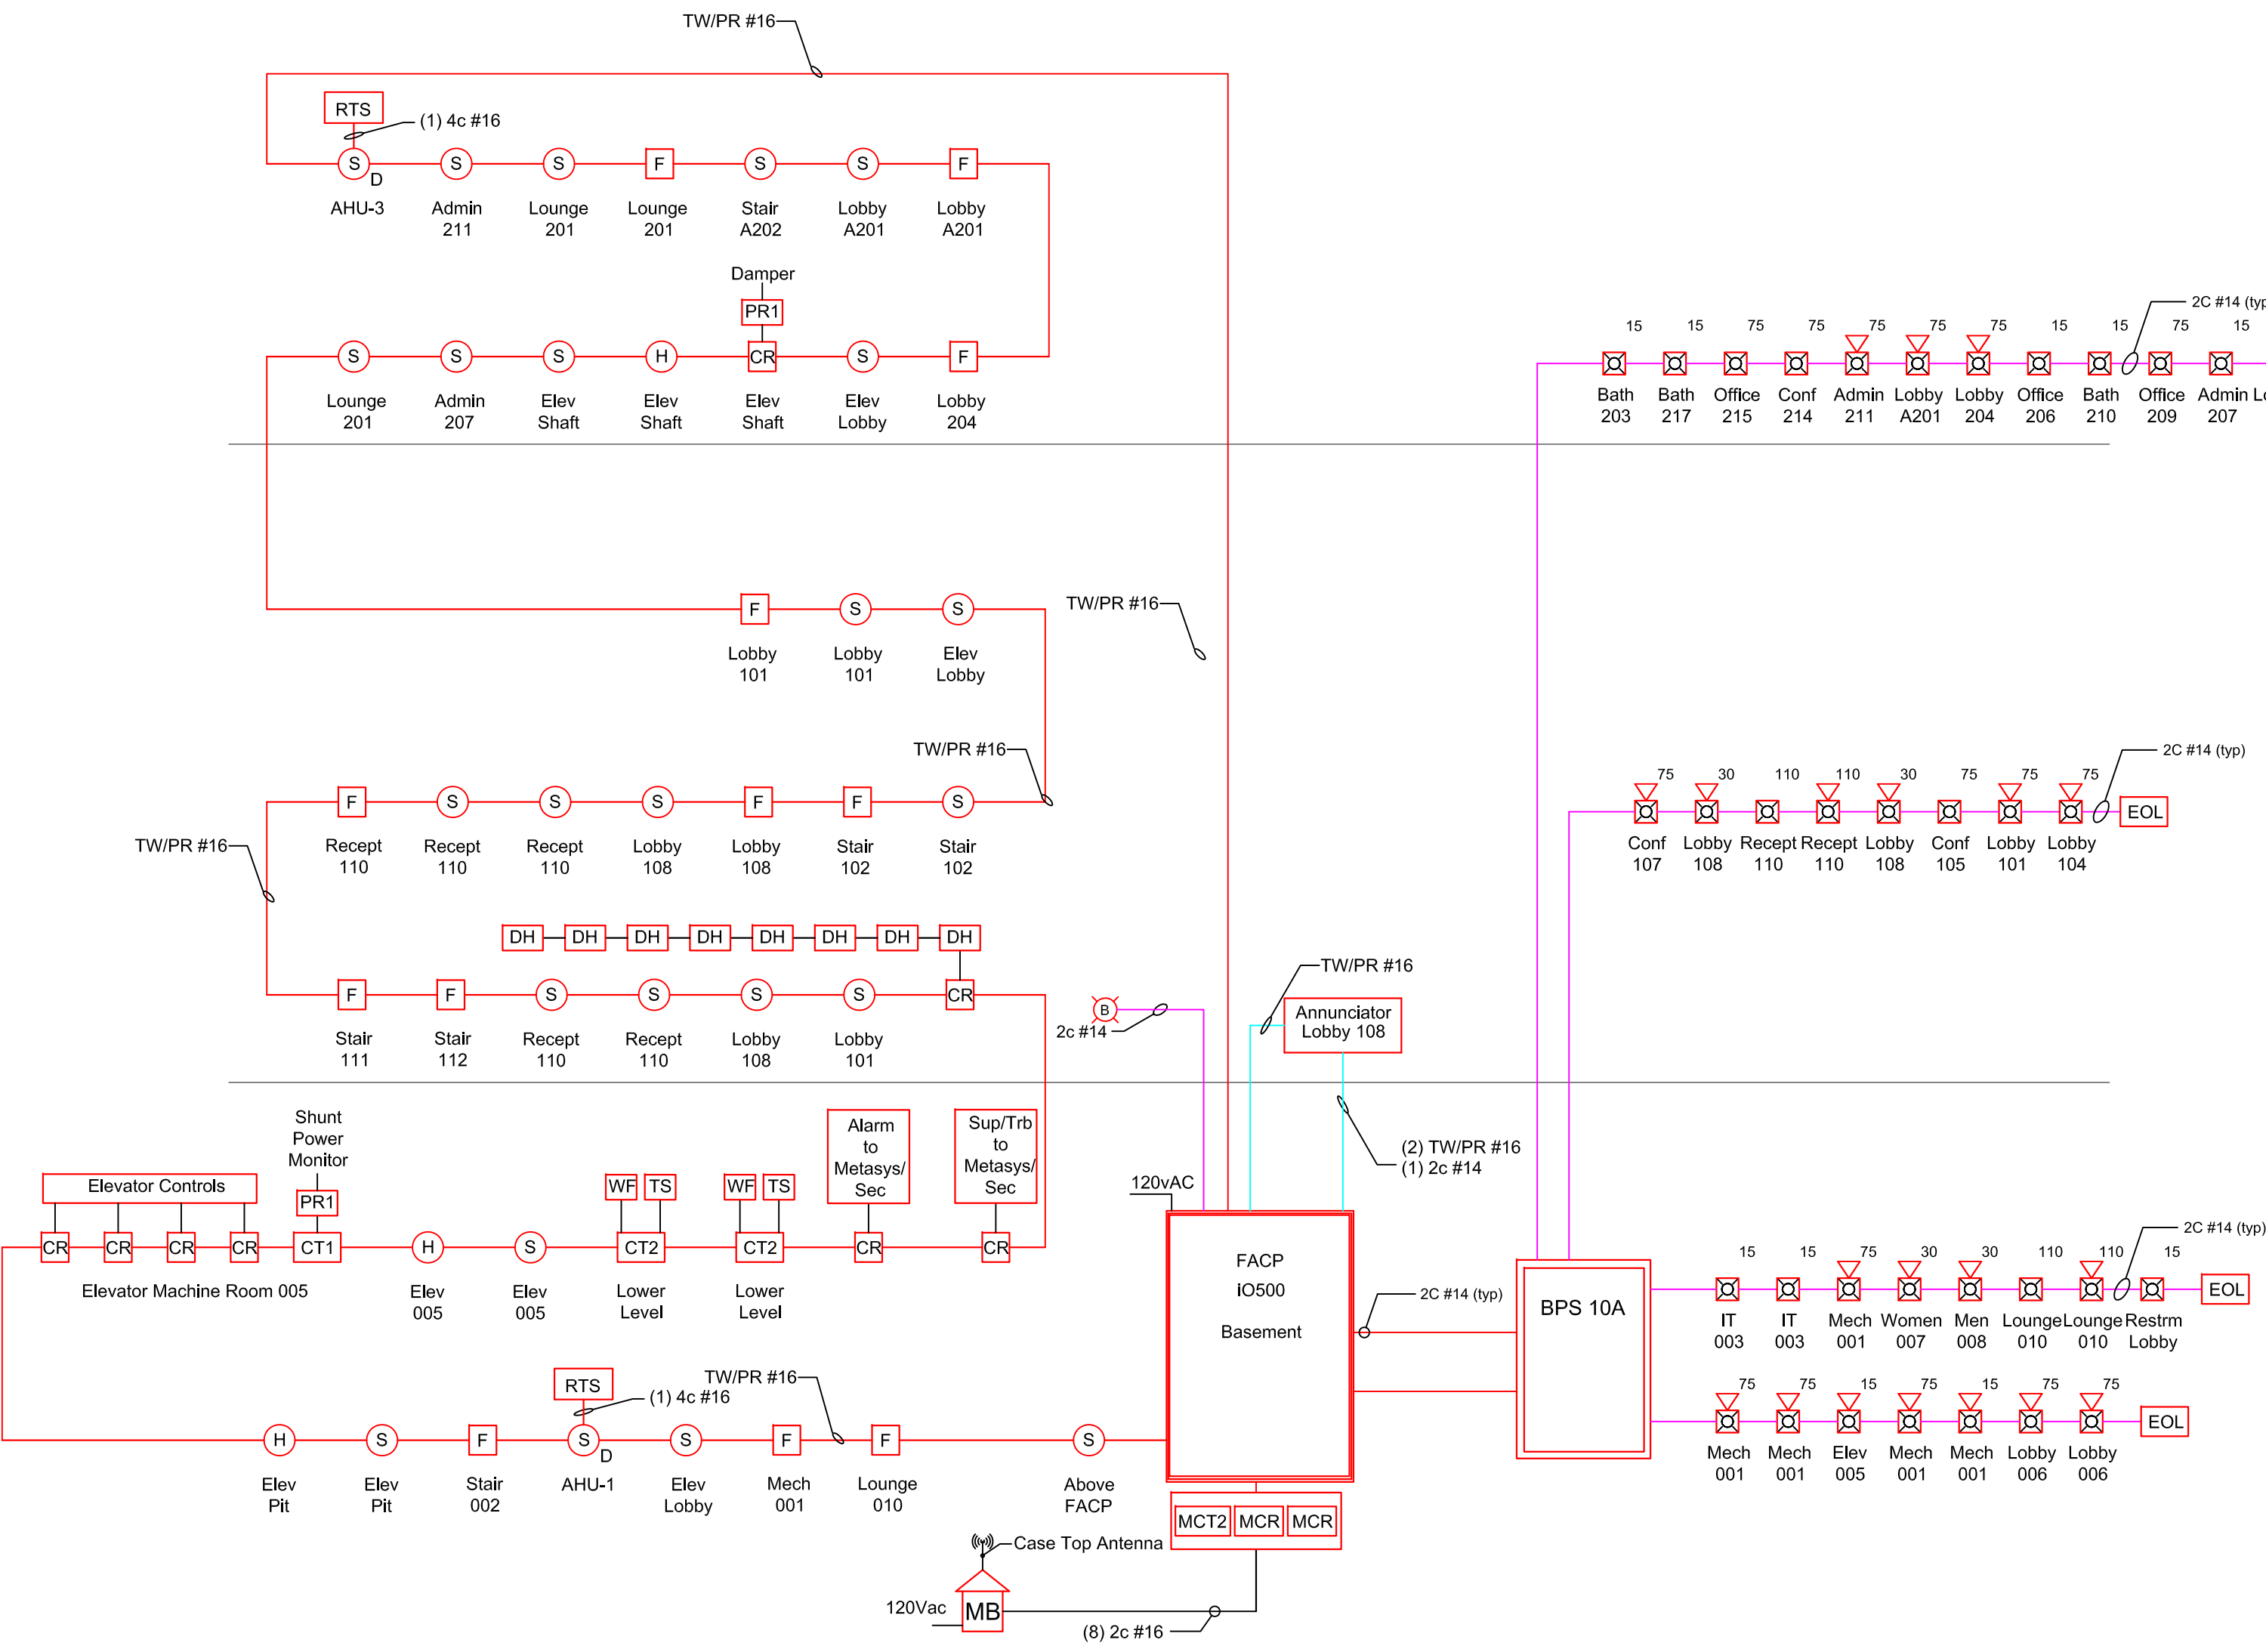 TW/PR #16
RTS
(1) 4c #16
S S S F S S F
D
AHU-3 Admin Lounge Lounge Stair Lobby Lobby
211 201 201 A202 A201 A201
Damper
PR1
S S S H CR S F
Lounge Admin Elev Elev Elev Elev Lobby
201 207 Shaft Shaft Shaft Lobby 204
2C #14 (typ
15 15 75 75 75 75 75 15 15 75 15
Bath Bath Office Conf Admin Lobby Lobby Office Bath Office Admin
203 217 215 214 211 A201 204 206 210 209 207
F S S
Lobby Lobby Elev
101 101 Lobby
TW/PR #16
TW/PR #16
F S S S F F S
TW/PR #16
Recept Recept Recept Lobby Lobby Stair Stair
110 110 110 108 108 102 102
2C #14 (typ)
75 30 110 110 30 75 75 75
EOL
Conf Lobby Recept Recept Lobby Conf Lobby Lobby
107 108 110 110 108 105 101 104
DH DH DH DH DH DH DH DH
F F S S S S CR
Stair Stair Recept Recept Lobby Lobby
111 112 110 110 108 101
TW/PR #16
B
2c #14
Annunciator
Lobby 108
(2) TW/PR #16
(1) 2c #14
Shunt
Power
Monitor
Elevator Controls
PR1
WF TS WF TS
Alarm
to
Metasys/
Sec
Sup/Trb
to
Metasys/
Sec
CR CR CR CR CT1 H S CT2 CT2 CR CR
Elevator Machine Room 005
Elev Elev Lower Lower
005 005 Level Level
120vAC
FACP
iO500
Basement
2C #14 (typ)
BPS 10A
2C #14 (typ)
15 15 75 30 30 110 110 15
EOL
IT IT Mech Women Men Lounge Lounge Restrm
003 003 001 007 008 010 010 Lobby
75 75 15 75 15 75 75
EOL
Mech Mech Elev Mech Mech Lobby Lobby
001 001 005 001 001 006 006
RTS
(1) 4c #16
TW/PR #16
H S F S S F F S
D
Elev Elev Stair AHU-1 Elev Mech Lounge Above
Pit Pit 002 Lobby 001 010 FACP
MCT2 MCR MCR
Case Top Antenna
120Vac
MB
(8) 2c #16